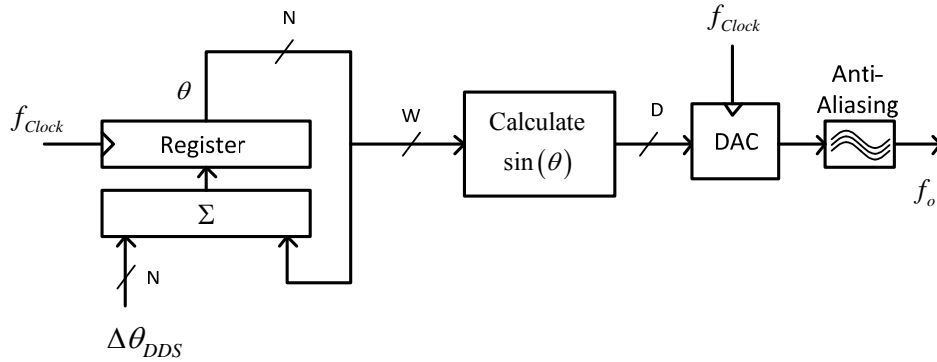 N
f_Clock
θ
f_Clock
Anti-
Aliasing
Register
W
Calculate
sin(θ)
D
DAC
Σ
f_o
N
Δθ_DDS